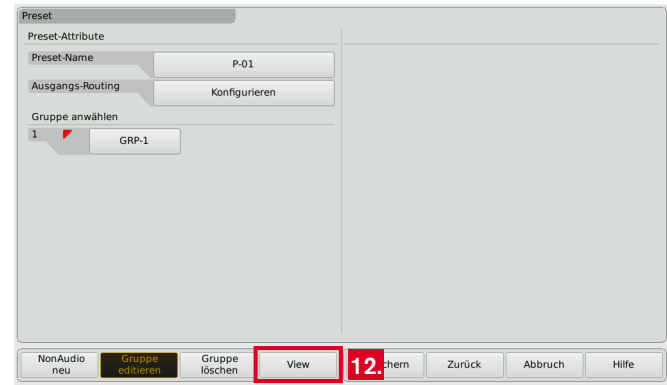 Preset
Preset-Attribute
Preset-Name
P-01
Ausgangs-Routing
Konfigurieren
Gruppe anwählen
1
GRP-1
NonAudio
neu
Gruppe
editieren
Gruppe
löschen
View
12.
chern
Zurück
Abbruch
Hilfe